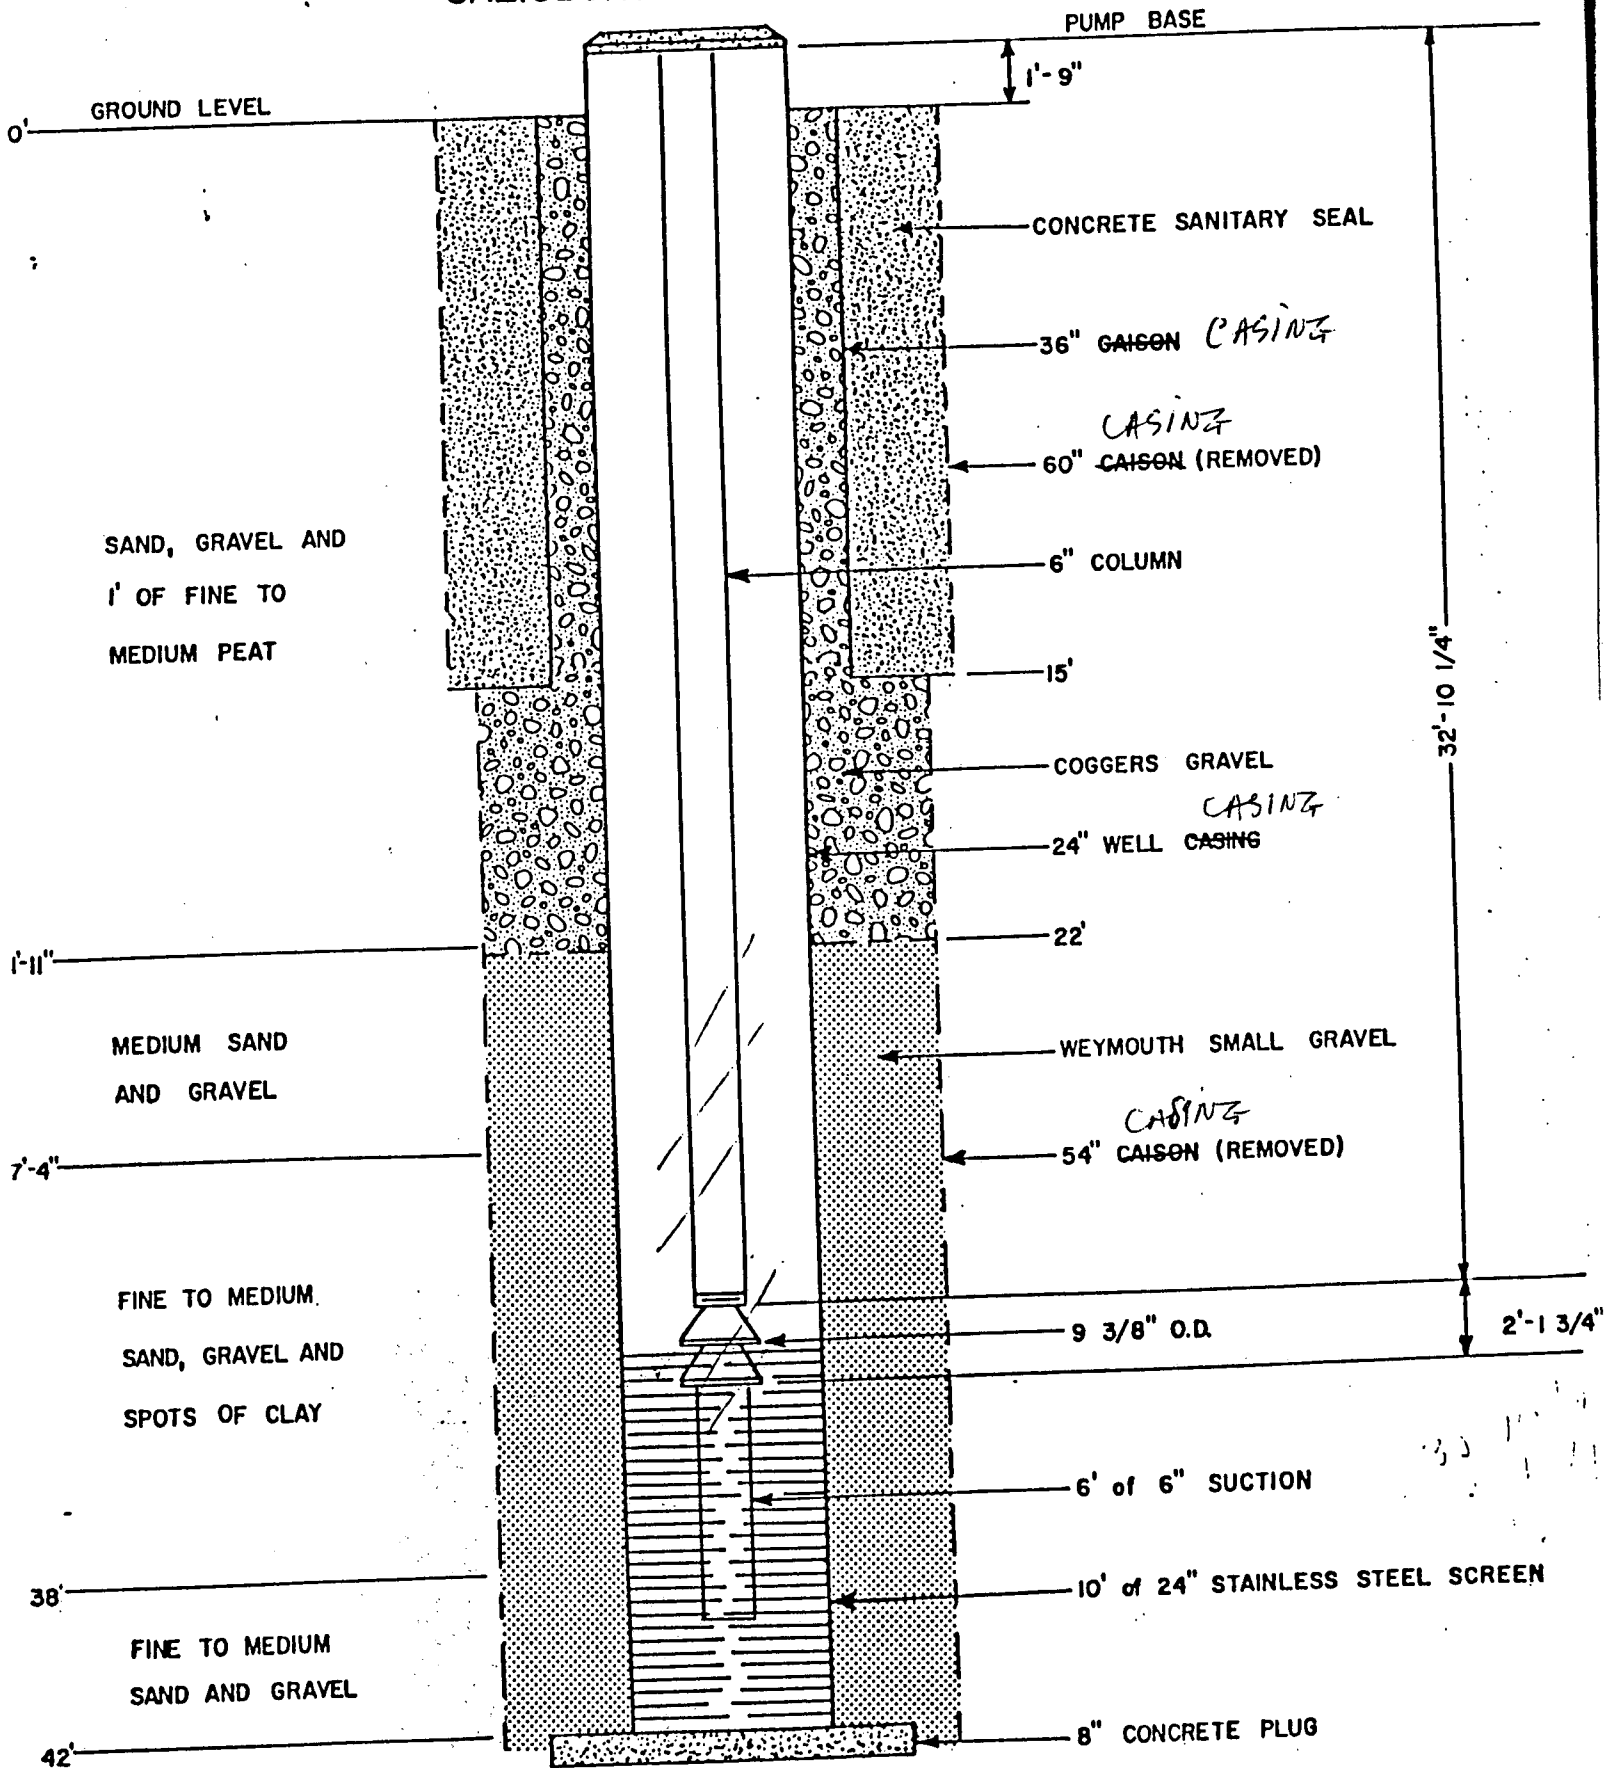 PUMP BASE
1'-9"
GROUND LEVEL
0'
CONCRETE SANITARY SEAL
36" GAISON CASING
CASING
60" CAISON (REMOVED)
SAND, GRAVEL AND
1' OF FINE TO
MEDIUM PEAT
6" COLUMN
15'
32'-10 1/4"
COGGERS GRAVEL
CASING
24" WELL CASING
22'
1'-11"
MEDIUM SAND
AND GRAVEL
WEYMOUTH SMALL GRAVEL
CASING
54" CAISON (REMOVED)
7'-4"
FINE TO MEDIUM
SAND, GRAVEL AND
SPOTS OF CLAY
9 3/8" O.D.
2'-1 3/4"
6' of 6" SUCTION
38'
10' of 24" STAINLESS STEEL SCREEN
FINE TO MEDIUM
SAND AND GRAVEL
8" CONCRETE PLUG
42'